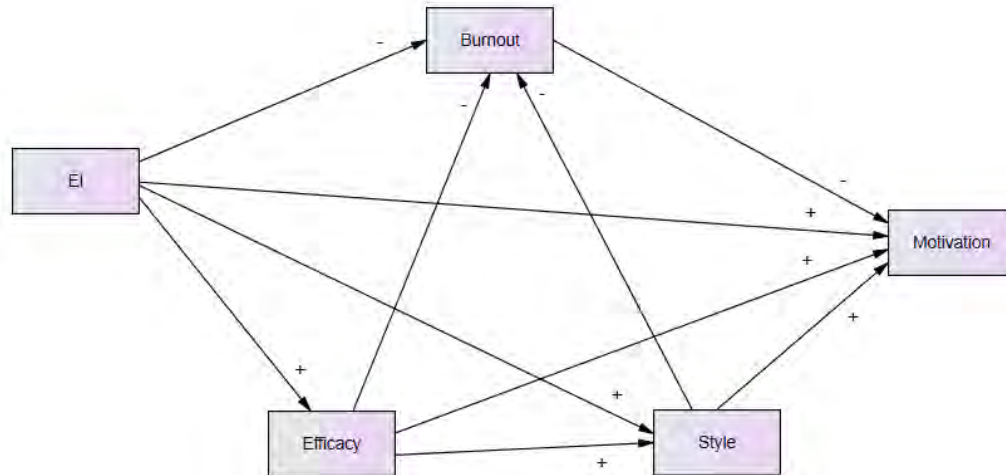 Burnout
-
-
-
EI
-
+
Motivation
+
+
+
+
Efficacy
Style
+